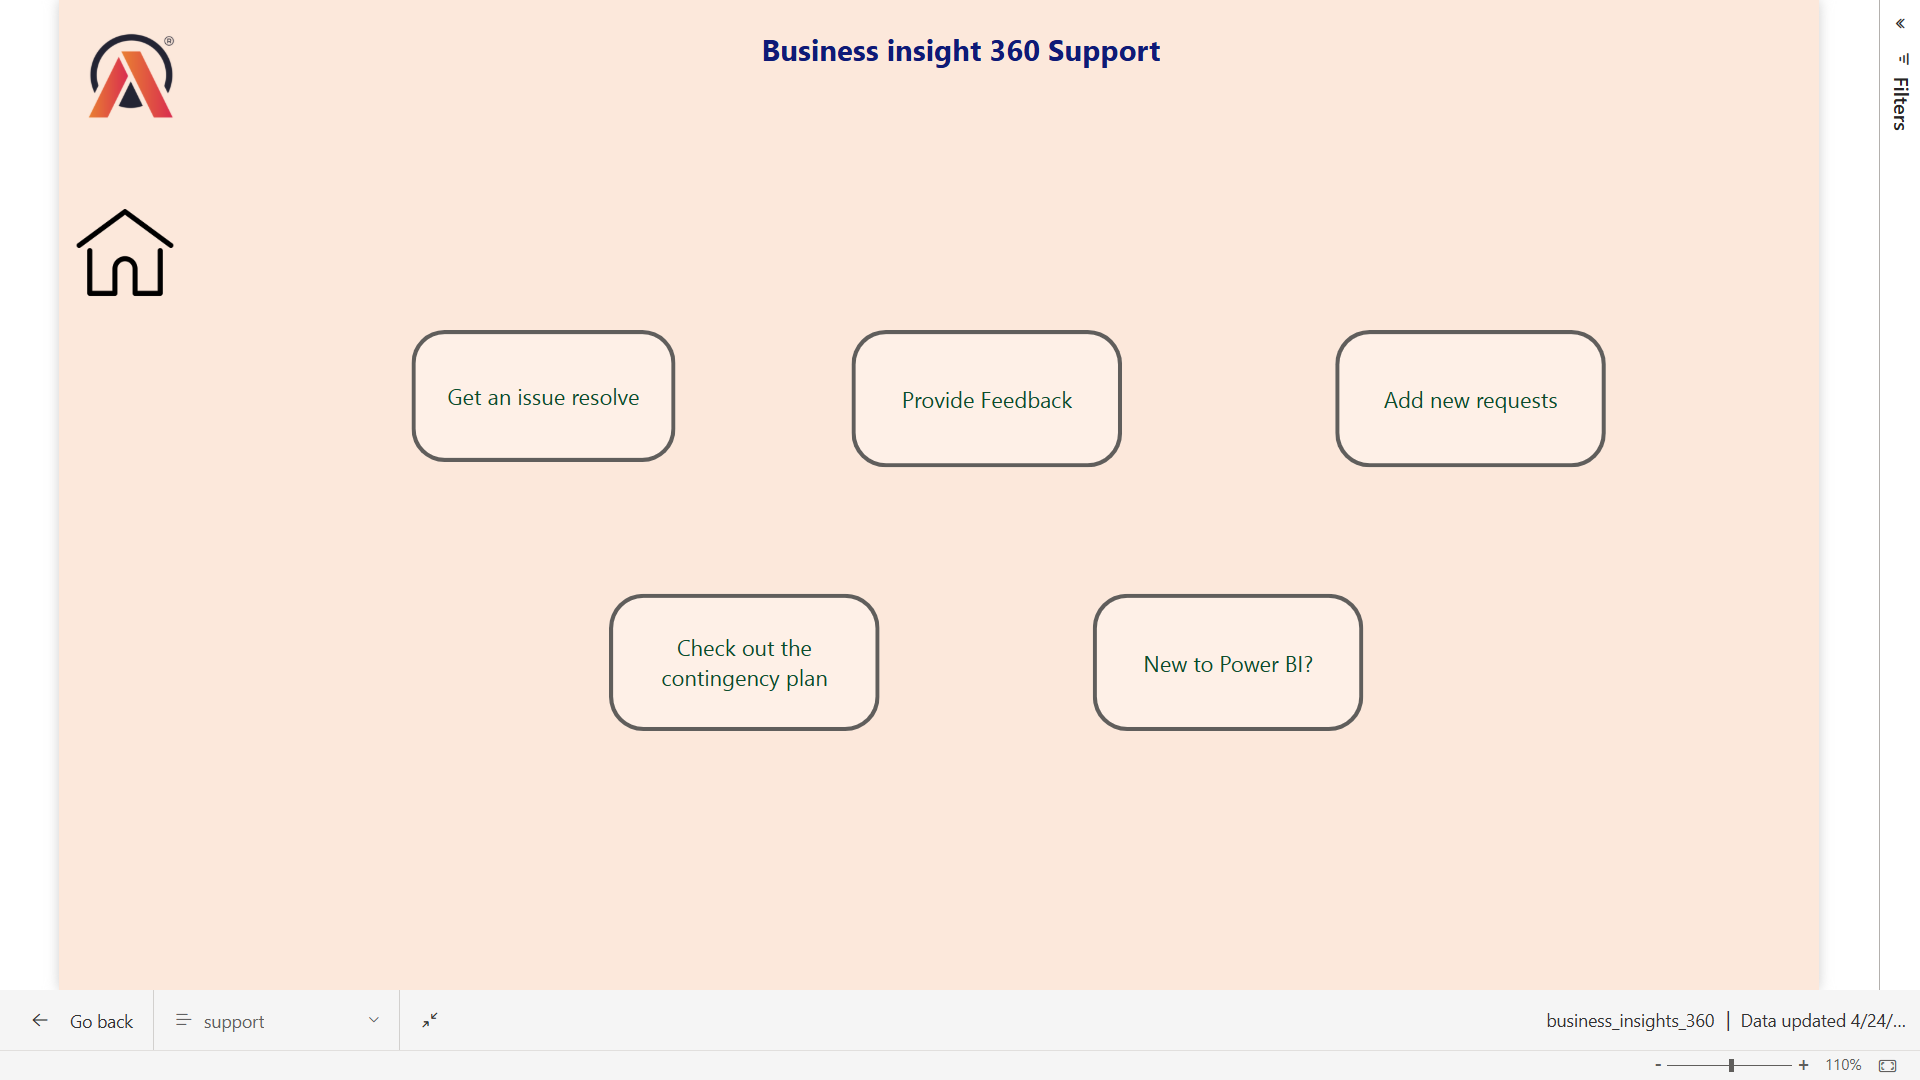 ®
Business insight 360 Support
Filters
Get an issue resolve
Provide Feedback
Add new requests
Check out the
contingency plan
New to Power BI?
Go back
support
business_insights_360 | Data updated 4/24/...
- + 110%